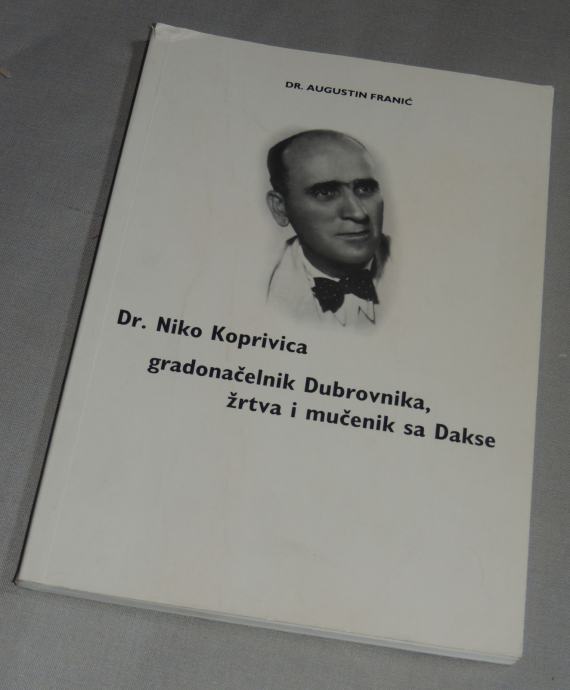 DR. AUGUSTIN FRANIĆ
Dr. Niko Koprivica
gradonačelnik Dubrovnika,
žrtva i mučenik sa Dakse